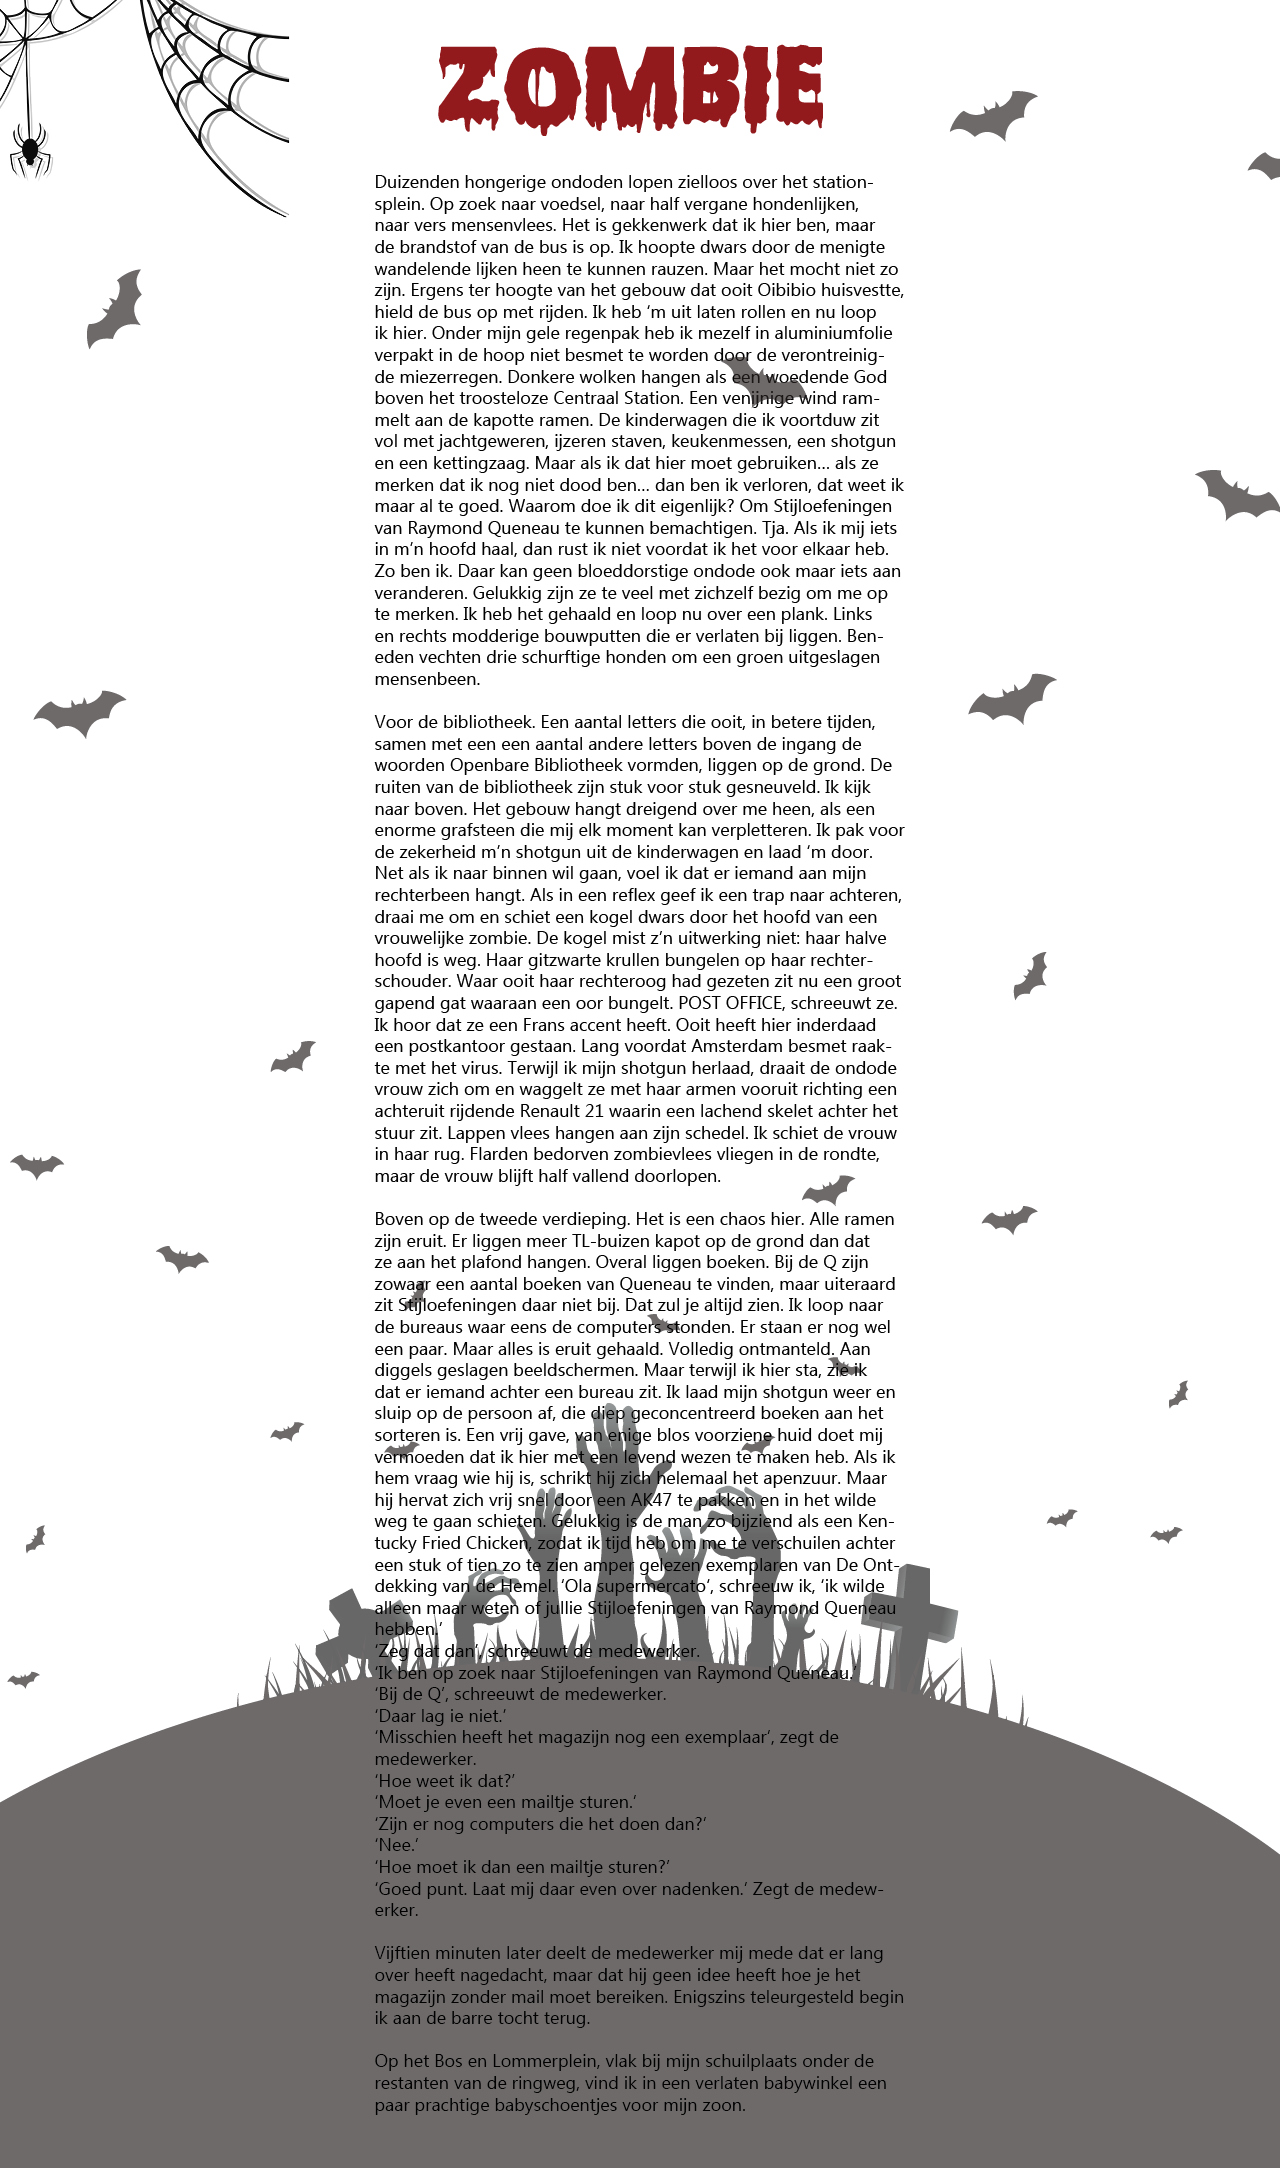 ZOMBIE
Duizenden hongerige ondoden lopen zielloos over het station-
splein. Op zoek naar voedsel, naar half vergane hondenlijken,
naar vers mensenvlees. Het is gekkenwerk dat ik hier ben, maar
de brandstof van de bus is op. Ik hoopte dwars door de menigte
wandelende lijken heen te kunnen rauzen. Maar het mocht niet zo
zijn. Ergens ter hoogte van het gebouw dat ooit Oibibio huisvestte,
hield de bus op met rijden. Ik heb ‘m uit laten rollen en nu loop
ik hier. Onder mijn gele regenpak heb ik mezelf in aluminiumfolie
verpakt in de hoop niet besmet te worden door de verontreinig-
de miezerregen. Donkere wolken hangen als een woedende God
boven het troosteloze Centraal Station. Een venijnige wind ram-
melt aan de kapotte ramen. De kinderwagen die ik voortduw zit
vol met jachtgeweren, ijzeren staven, keukenmessen, een shotgun
en een kettingzaag. Maar als ik dat hier moet gebruiken… als ze
merken dat ik nog niet dood ben… dan ben ik verloren, dat weet ik
maar al te goed. Waarom doe ik dit eigenlijk? Om Stijloefeningen
van Raymond Queneau te kunnen bemachtigen. Tja. Als ik mij iets
in m’n hoofd haal, dan rust ik niet voordat ik het voor elkaar heb.
Zo ben ik. Daar kan geen bloeddorstige ondode ook maar iets aan
veranderen. Gelukkig zijn ze te veel met zichzelf bezig om me op
te merken. Ik heb het gehaald en loop nu over een plank. Links
en rechts modderige bouwputten die er verlaten bij liggen. Ben-
eden vechten drie schurftige honden om een groen uitgeslagen
mensenbeen.
Voor de bibliotheek. Een aantal letters die ooit, in betere tijden,
samen met een een aantal andere letters boven de ingang de
woorden Openbare Bibliotheek vormden, liggen op de grond. De
ruiten van de bibliotheek zijn stuk voor stuk gesneuveld. Ik kijk
naar boven. Het gebouw hangt dreigend over me heen, als een
enorme grafsteen die mij elk moment kan verpletteren. Ik pak voor
de zekerheid m’n shotgun uit de kinderwagen en laad ‘m door.
Net als ik naar binnen wil gaan, voel ik dat er iemand aan mijn
rechterbeen hangt. Als in een reflex geef ik een trap naar achteren,
draai me om en schiet een kogel dwars door het hoofd van een
vrouwelijke zombie. De kogel mist z’n uitwerking niet: haar halve
hoofd is weg. Haar gitzwarte krullen bungelen op haar rechter-
schouder. Waar ooit haar rechteroog had gezeten zit nu een groot
gapend gat waaraan een oor bungelt. POST OFFICE, schreeuwt ze.
Ik hoor dat ze een Frans accent heeft. Ooit heeft hier inderdaad
een postkantoor gestaan. Lang voordat Amsterdam besmet raak-
te met het virus. Terwijl ik mijn shotgun herlaad, draait de ondode
vrouw zich om en waggelt ze met haar armen vooruit richting een
achteruit rijdende Renault 21 waarin een lachend skelet achter het
stuur zit. Lappen vlees hangen aan zijn schedel. Ik schiet de vrouw
in haar rug. Flarden bedorven zombievlees vliegen in de rondte,
maar de vrouw blijft half vallend doorlopen.
Boven op de tweede verdieping. Het is een chaos hier. Alle ramen
zijn eruit. Er liggen meer TL-buizen kapot op de grond dan dat
ze aan het plafond hangen. Overal liggen boeken. Bij de Q zijn
zowaar een aantal boeken van Queneau te vinden, maar uiteraard
zit Stijloefeningen daar niet bij. Dat zul je altijd zien. Ik loop naar
de bureaus waar eens de computers stonden. Er staan er nog wel
een paar. Maar alles is eruit gehaald. Volledig ontmanteld. Aan
diggels geslagen beeldschermen. Maar terwijl ik hier sta, zie ik
dat er iemand achter een bureau zit. Ik laad mijn shotgun weer en
sluip op de persoon af, die diep geconcentreerd boeken aan het
sorteren is. Een vrij gave, van enige blos voorziene huid doet mij
vermoeden dat ik hier met een levend wezen te maken heb. Als ik
hem vraag wie hij is, schrikt hij zich helemaal het apenzuur. Maar
hij hervat zich vrij snel door een AK47 te pakken en in het wilde
weg te gaan schieten. Gelukkig is de man zo bijziend als een Ken-
tucky Fried Chicken, zodat ik tijd heb om me te verschuilen achter
een stuk of tien zo te zien amper gelezen exemplaren van De Ont-
dekking van de Hemel. ‘Ola supermercato‘, schreeuw ik, ‘ik wilde
alleen maar weten of jullie Stijloefeningen van Raymond Queneau
hebben.’
‘Zeg dat dan’, schreeuwt de medewerker.
‘Ik ben op zoek naar Stijloefeningen van Raymond Queneau.’
‘Bij de Q’, schreeuwt de medewerker.
‘Daar lag ie niet.’
‘Misschien heeft het magazijn nog een exemplaar’, zegt de
medewerker.
‘Hoe weet ik dat?’
‘Moet je even een mailtje sturen.‘
‘Zijn er nog computers die het doen dan?‘
‘Nee.‘
‘Hoe moet ik dan een mailtje sturen?‘
‘Goed punt. Laat mij daar even over nadenken.‘ Zegt de medew-
erker.
Vijftien minuten later deelt de medewerker mij mede dat er lang
over heeft nagedacht, maar dat hij geen idee heeft hoe je het
magazijn zonder mail moet bereiken. Enigszins teleurgesteld begin
ik aan de barre tocht terug.
Op het Bos en Lommerplein, vlak bij mijn schuilplaats onder de
restanten van de ringweg, vind ik in een verlaten babywinkel een
paar prachtige babyschoentjes voor mijn zoon.